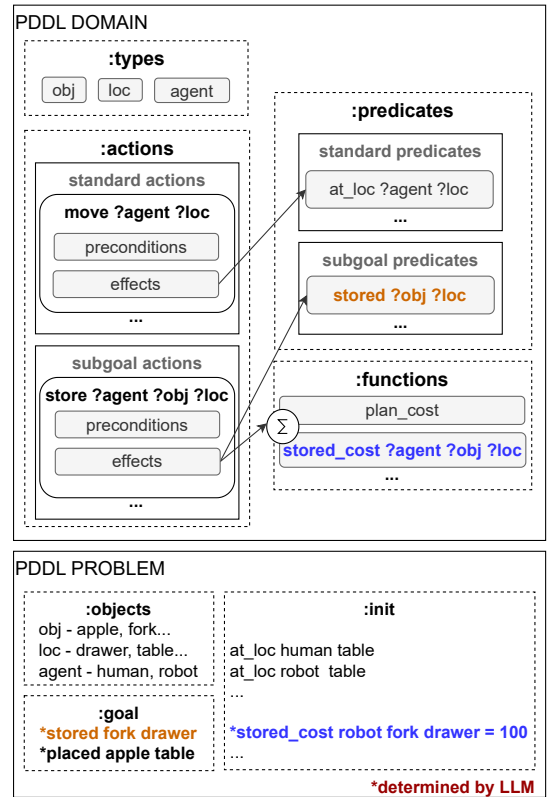 PDDL DOMAIN
:types
obj loc agent
:actions
standard actions
move ?agent ?loc
preconditions
effects
...
subgoal actions
store ?agent ?obj ?loc
preconditions
effects
...
:predicates
standard predicates
at_loc ?agent ?loc
...
subgoal predicates
stored ?obj ?loc
...
:functions
plan_cost
∑
stored_cost ?agent ?obj ?loc
...
PDDL PROBLEM
:objects
obj - apple, fork...
loc - drawer, table...
agent - human, robot
:goal
*stored fork drawer
*placed apple table
:init
at_loc human table
at_loc robot table
...
*stored_cost robot fork drawer = 100
...
*determined by LLM